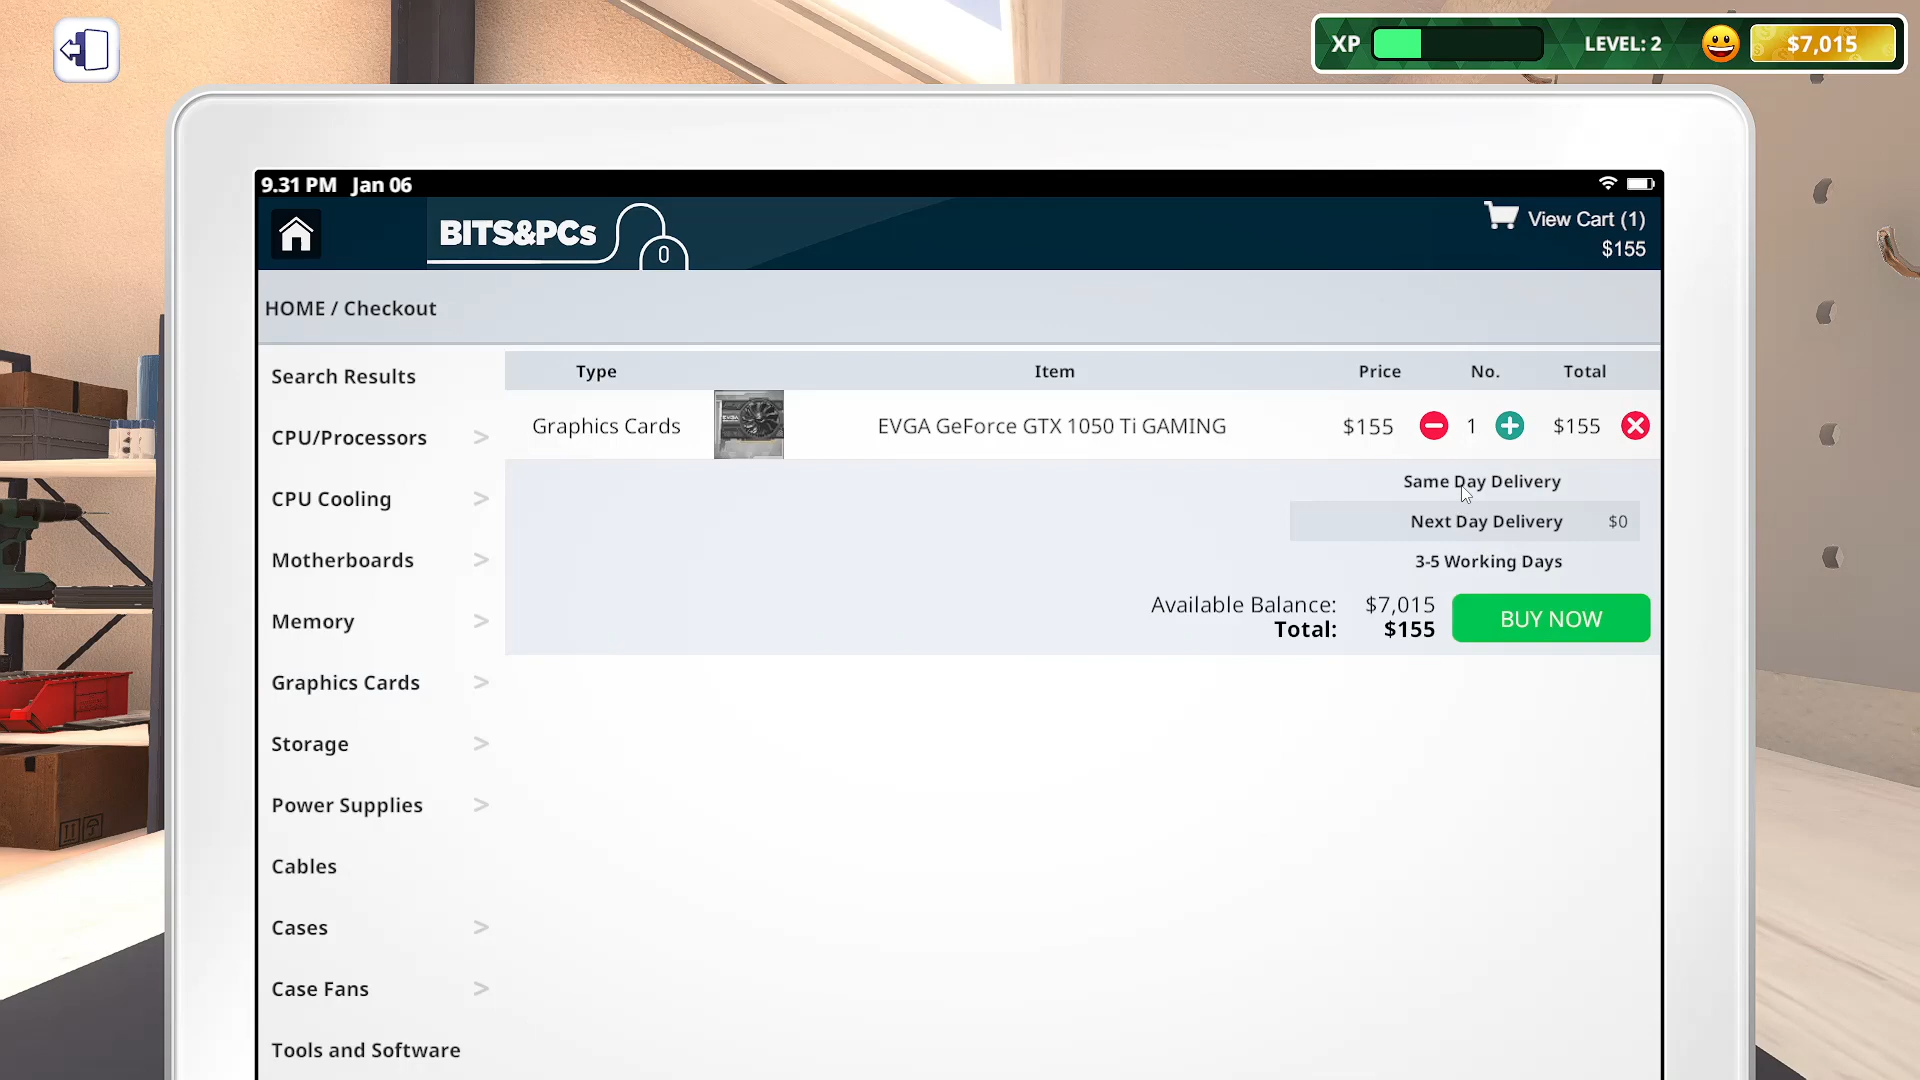 XP
LEVEL: 2
$7,015
9.31 PM Jan 06
BITS&PCs
View Cart (1)
$155
HOME / Checkout
Search Results
CPU/Processors >
CPU Cooling >
Motherboards >
Memory >
Graphics Cards >
Storage >
Power Supplies >
Cables
Cases >
Case Fans >
Tools and Software
Type Item Price No. Total
Graphics Cards EVGA GeForce GTX 1050 Ti GAMING $155 1 $155
Same Day Delivery
Next Day Delivery $0
3-5 Working Days
Available Balance: $7,015
Total: $155
BUY NOW